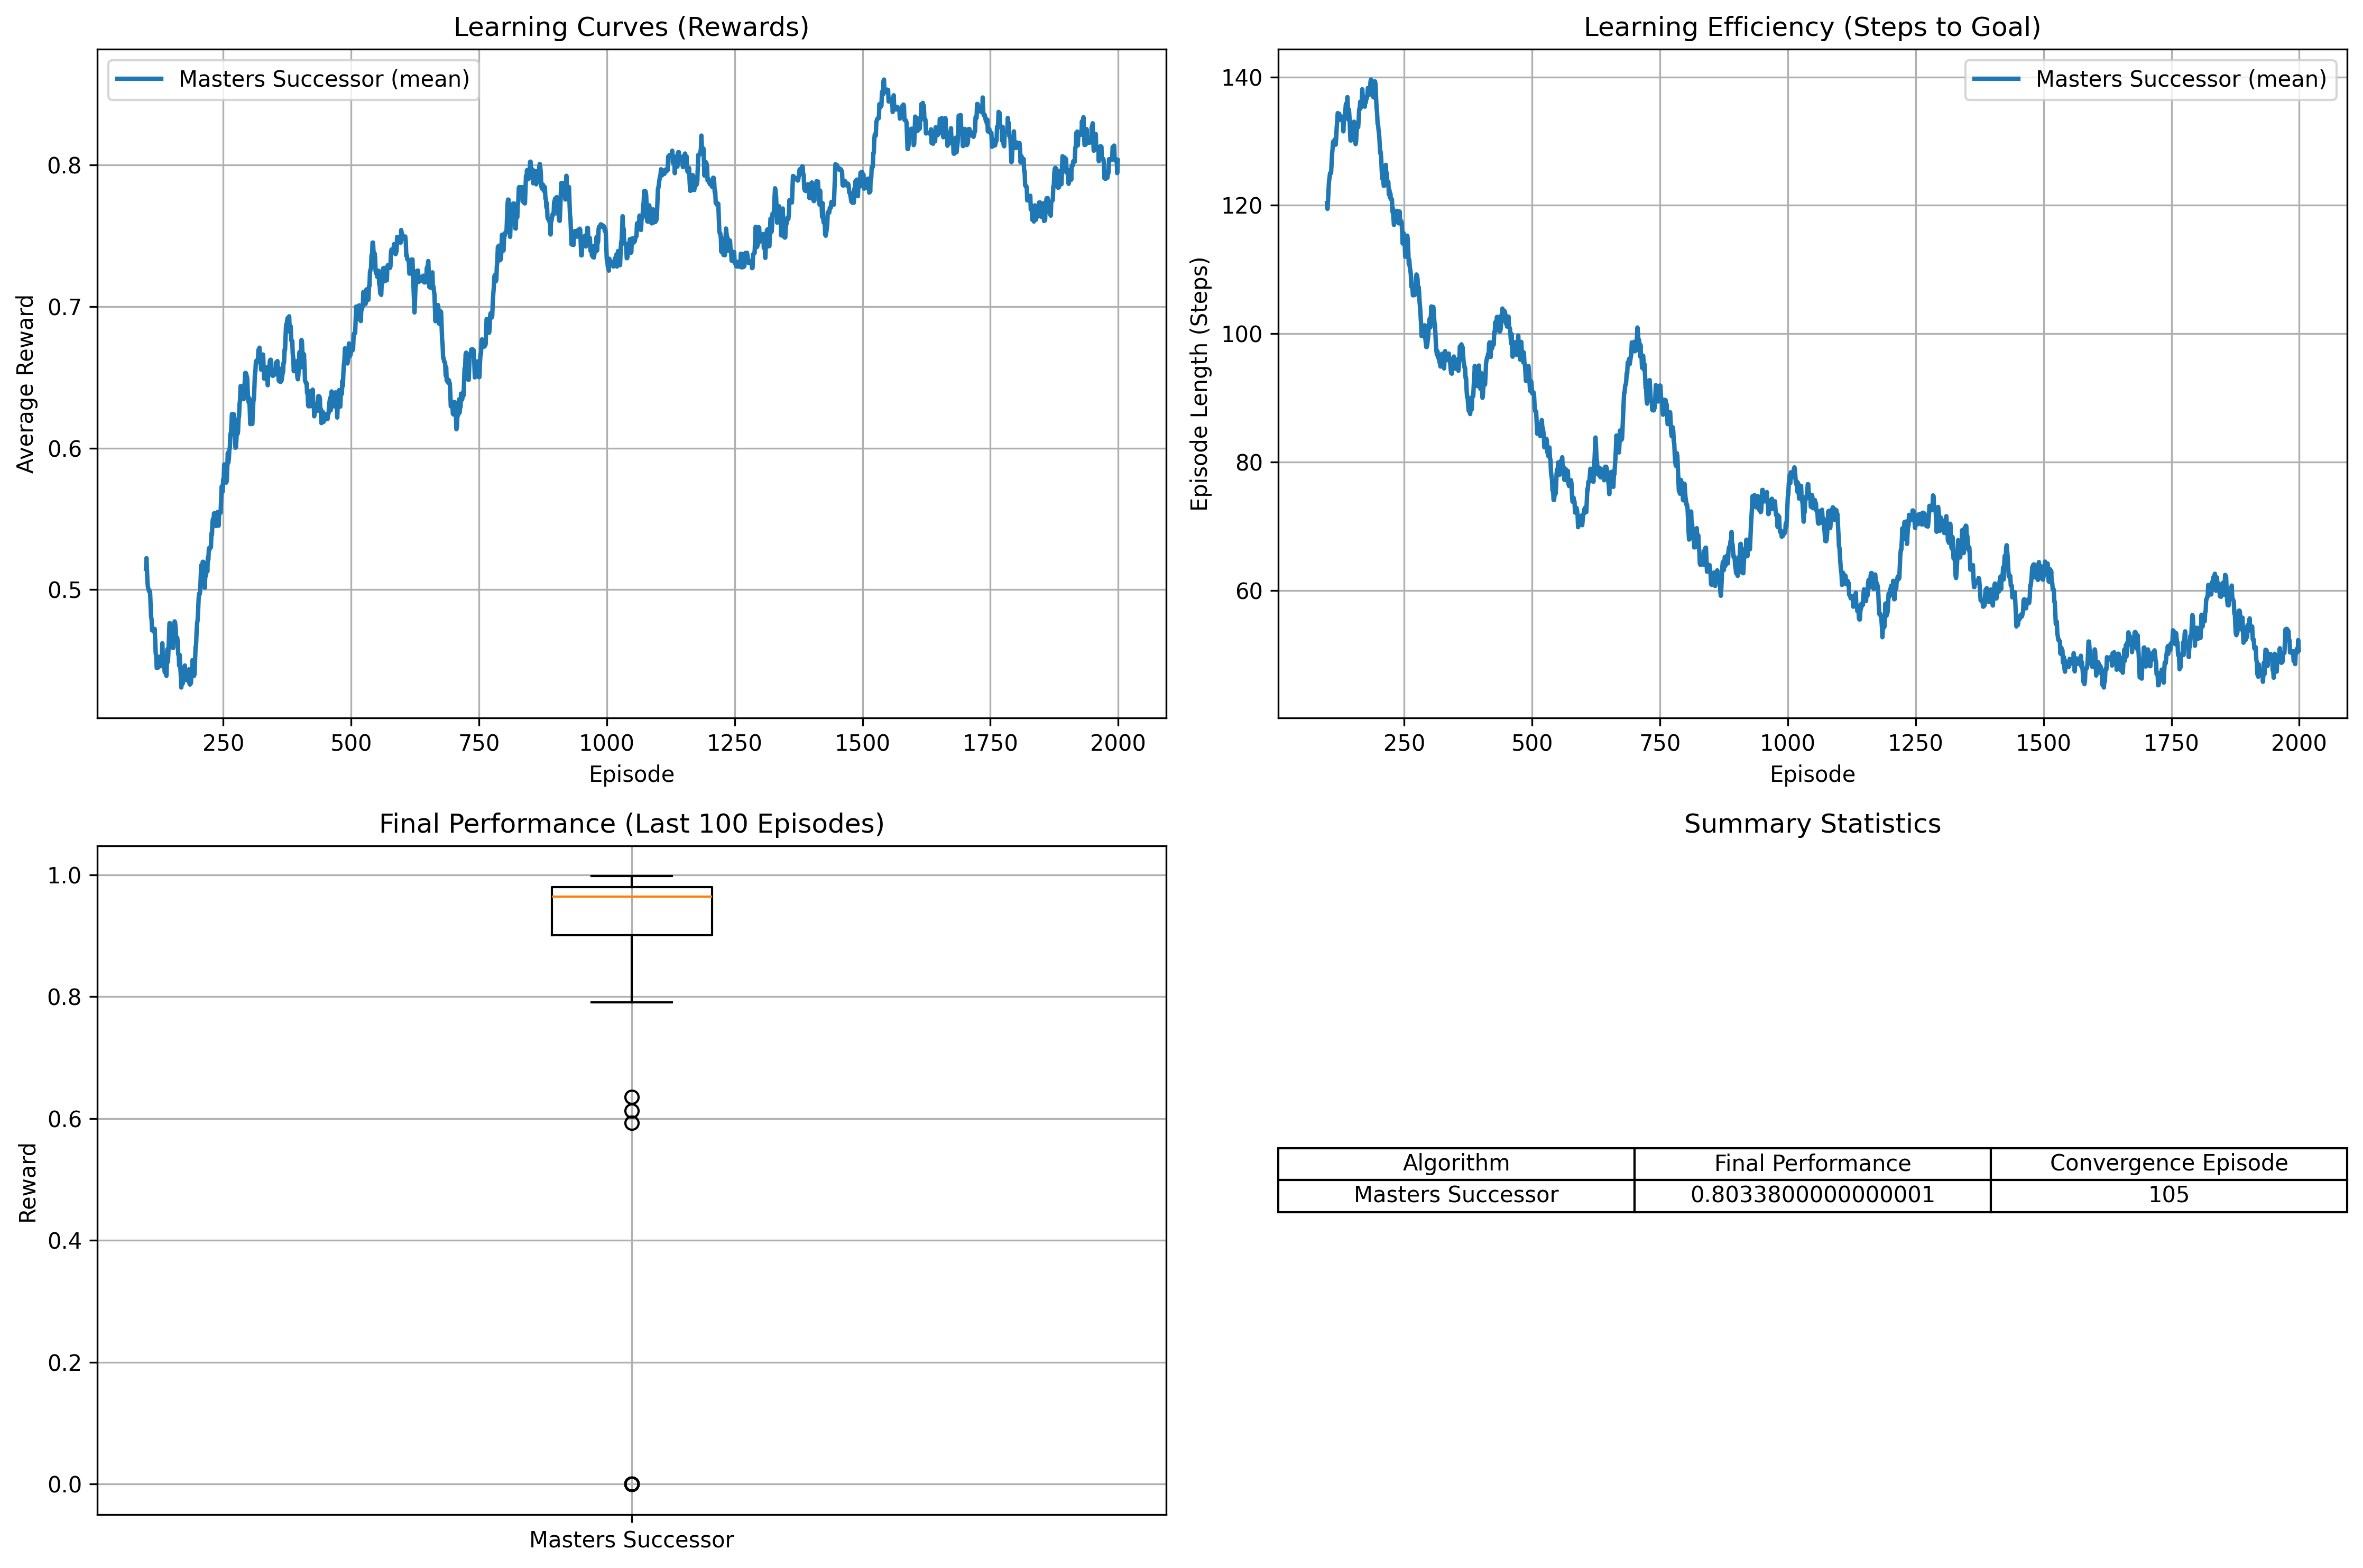 Learning Curves (Rewards)
Masters Successor (mean)
Average Reward
0.8
0.7
0.6
0.5
250 500 750 1000 1250 1500 1750 2000
Episode
Learning Efficiency (Steps to Goal)
Masters Successor (mean)
Episode Length (Steps)
140
120
100
80
60
250 500 750 1000 1250 1500 1750 2000
Episode
Final Performance (Last 100 Episodes)
Reward
1.0
0.8
0.6
0.4
0.2
0.0
Masters Successor
Summary Statistics
Algorithm Final Performance Convergence Episode
Masters Successor 0.8033800000000001 105